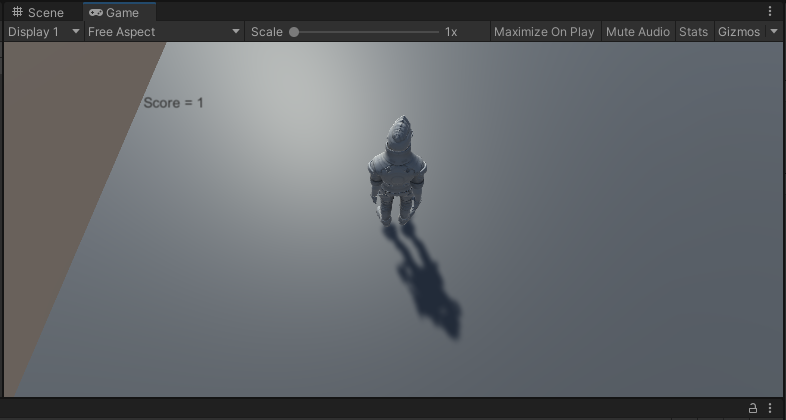 Scene Game
Display 1 Free Aspect Scale 1x Maximize On Play Mute Audio Stats Gizmos
Score = 1